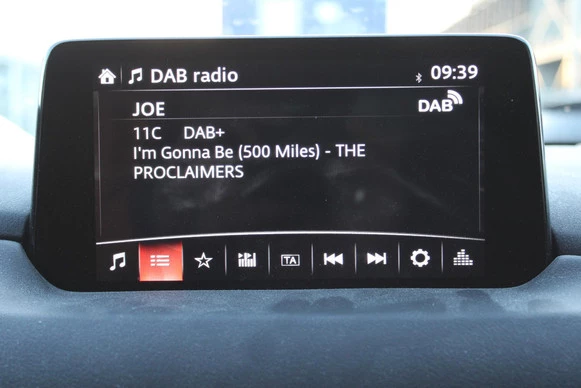 DAB radio 09:39
JOE DAB
11C DAB+
I'm Gonna Be (500 Miles) - THE
PROCLAIMERS
TA